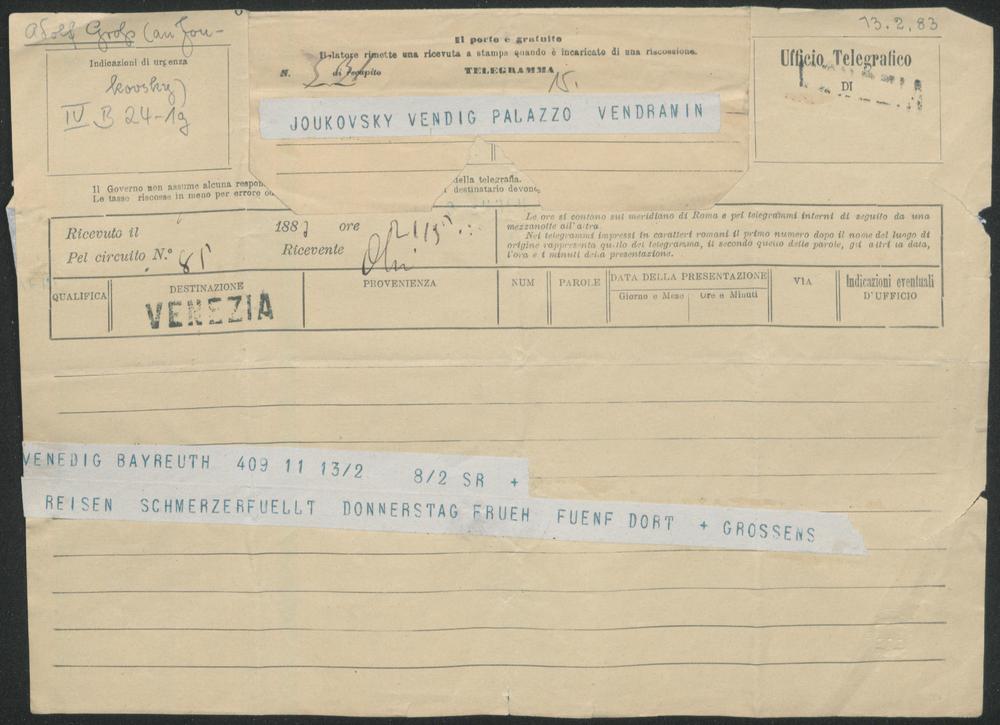 Adolf Groß (an Jou-
kovsky)
IV B 24-19
13.2.83
Indicazioni di urgenza
Il porto è gratuito
Il latore rimette una ricevuta a stampa quando è incaricato di una riscossione.
N. di recapito
TELEGRAMMA
15.
Ufficio Telegrafico
DI
JOUKOVSKY VENDIG PALAZZO VENDRAMIN
Il Governo non assume alcuna respon
Le tasse riscosse in meno per errore o
della telegrafia.
destinatario devono,
Ricevuto il 1883 ore 21/15
Pel circuito N.° 85 Ricevente
Le ore si contano sul meridiano di Roma e pei telegrammi interni di seguito da una
mezzanotte all'altra.
Nei telegrammi impressi in caratteri romani il primo numero dopo il nome del luogo di
origine rappresenta quello del telegramma, il secondo quello delle parole, gli altri la data,
l'ora e i minuti della presentazione.
QUALIFICA
DESTINAZIONE
VENEZIA
PROVENIENZA
NUM
PAROLE
DATA DELLA PRESENTAZIONE
Giorno e Mese
Ore e Minuti
VIA
Indicazioni eventuali
D'UFFICIO
VENEDIG BAYREUTH 409 11 13/2 8/2 SR +
REISEN SCHMERZERFUELLT DONNERSTAG FRUEH FUENF DORT + GROSSENS